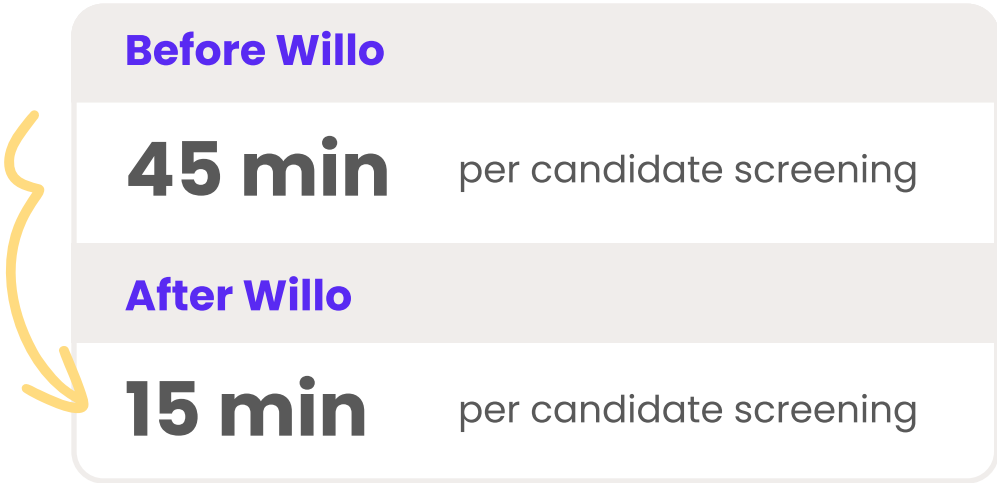 Before Willo
45 min per candidate screening
After Willo
15 min per candidate screening